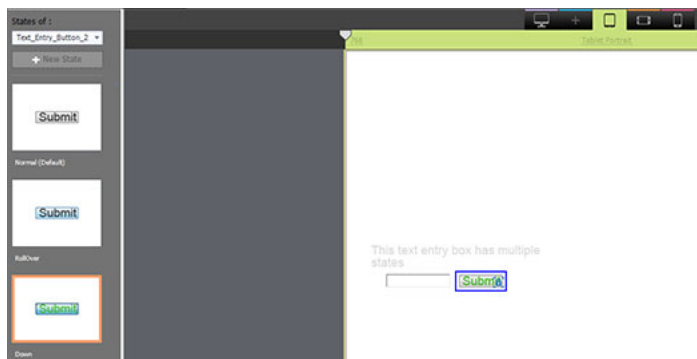 States of :
Text_Entry_Button_2
+ New State
Submit
Normal (Default)
Submit
RollOver
Submit
Down
768
Tablet Portrait
This text entry box has multiple
states
Submit